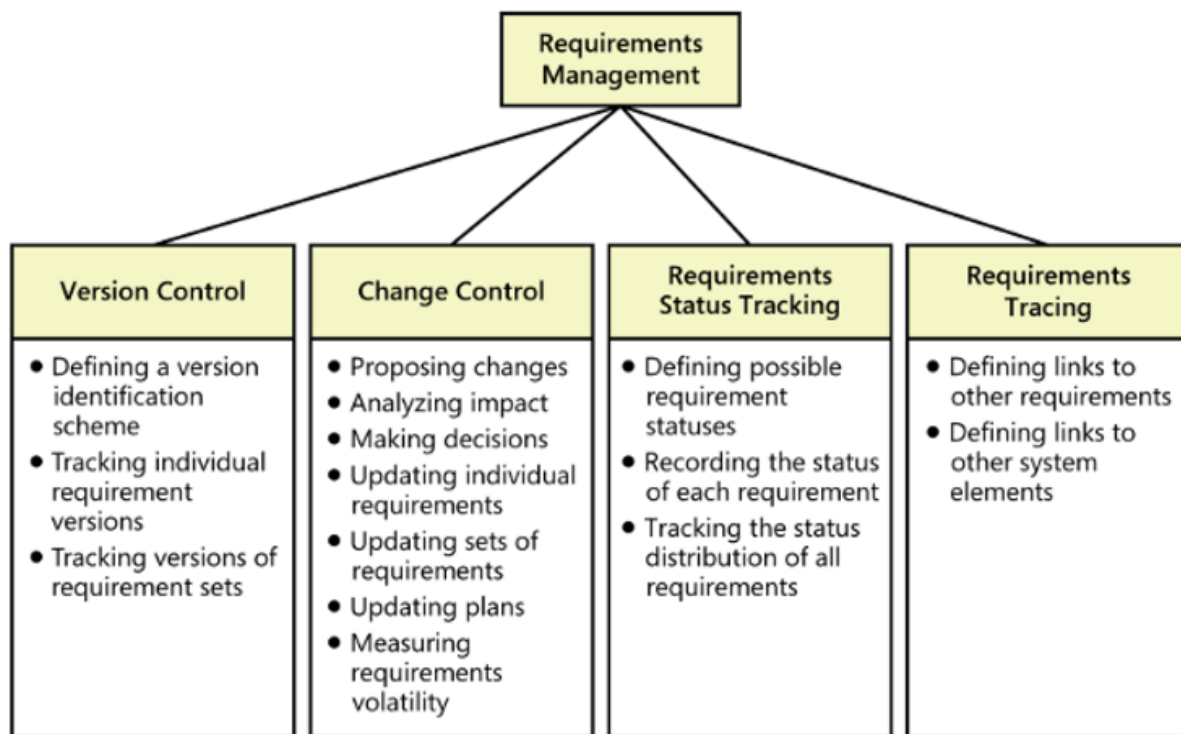 Requirements
Management
Version Control
● Defining a version
identification
scheme
● Tracking individual
requirement
versions
● Tracking versions of
requirement sets
Change Control
● Proposing changes
● Analyzing impact
● Making decisions
● Updating individual
requirements
● Updating sets of
requirements
● Updating plans
● Measuring
requirements
volatility
Requirements
Status Tracking
● Defining possible
requirement
statuses
● Recording the status
of each requirement
● Tracking the status
distribution of all
requirements
Requirements
Tracing
● Defining links to
other requirements
● Defining links to
other system
elements